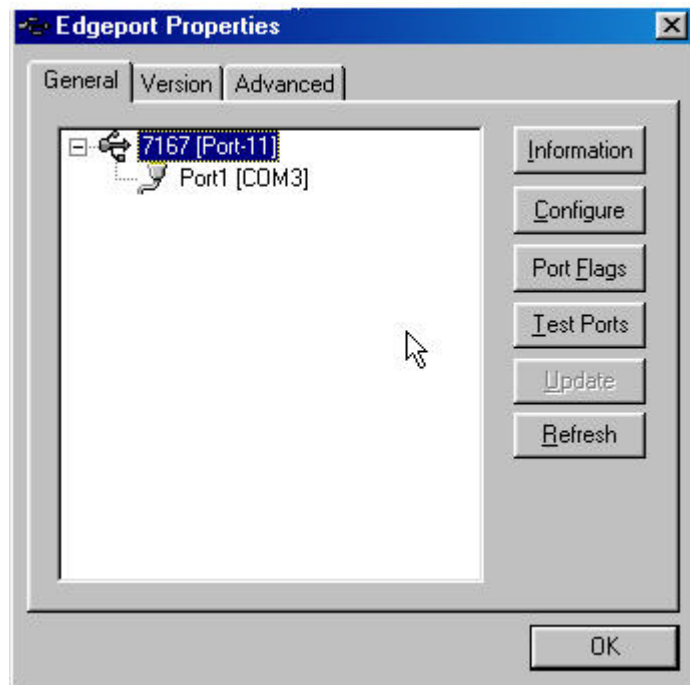 Edgeport Properties
General Version Advanced
7167 [Port-11]
Port1 [COM3]
Information
Configure
Port Flags
Test Ports
Update
Refresh
OK